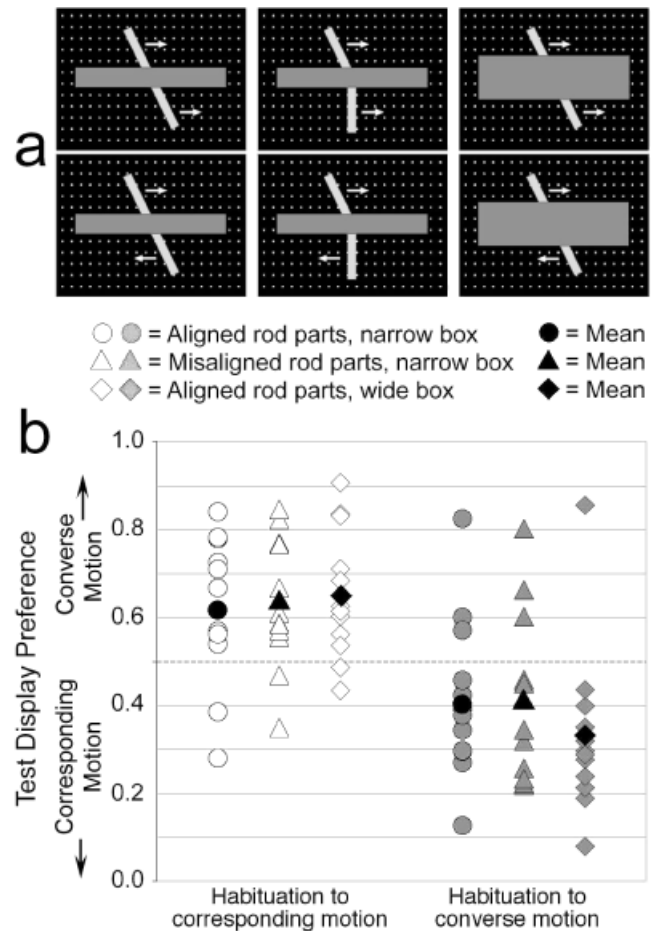 a
= Aligned rod parts, narrow box = Mean
= Misaligned rod parts, narrow box = Mean
= Aligned rod parts, wide box = Mean
b
1.0
0.8
0.6
0.4
0.2
0.0
Test Display Preference
Converse
Motion
Corresponding
Motion
Habituation to
corresponding motion
Habituation to
converse motion